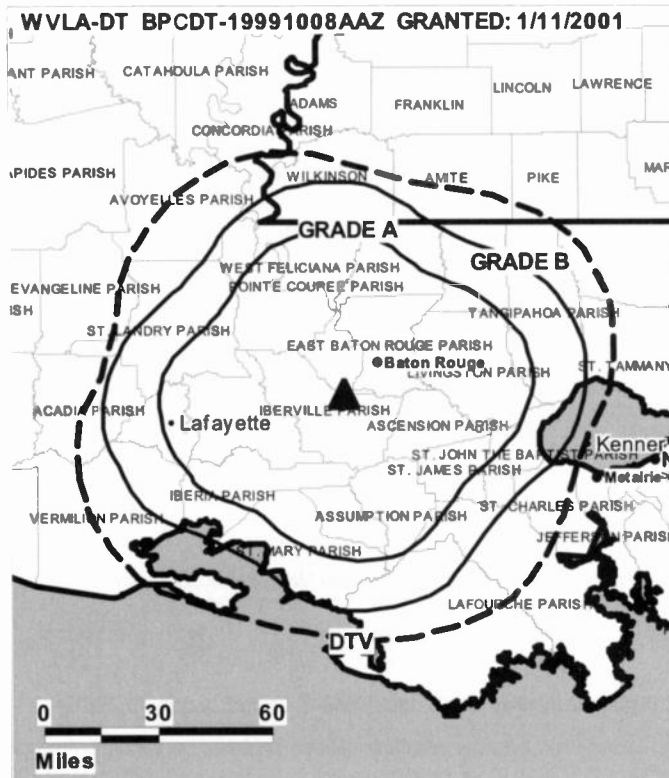 WVLA-DT BPCDT-19991008AAZ GRANTED: 1/11/2001
ANT PARISH
CATAHOULA PARISH
LINCOLN
LAWRENCE
ADAMS
FRANKLIN
CONCORDIA PARISH
APIDES PARISH
WILKINSON
AMITE
PIKE
MAR
AVOYELLES PARISH
GRADE A
GRADE B
WEST FELICIANA PARISH
POINTE COUPEE PARISH
EVANGELINE PARISH
ISH
TANGIPAHOA PARISH
ST. LANDRY PARISH
EAST BATON ROUGE PARISH
Baton Rouge
LIVINGSTON PARISH
ST. TAMMANY
ACADIA PARISH
IBERVILLE PARISH
Lafayette
ASCENSION PARISH
Kenner
ST. JOHN THE BAPTIST PARISH
N
ST. JAMES PARISH
Metairie
IBERIA PARISH
ST. CHARLES PARISH
VERMILION PARISH
ASSUMPTION PARISH
JEFFERSON PARISH
ST. MARY PARISH
LAFOURCHE PARISH
DTV
0 30 60
Miles